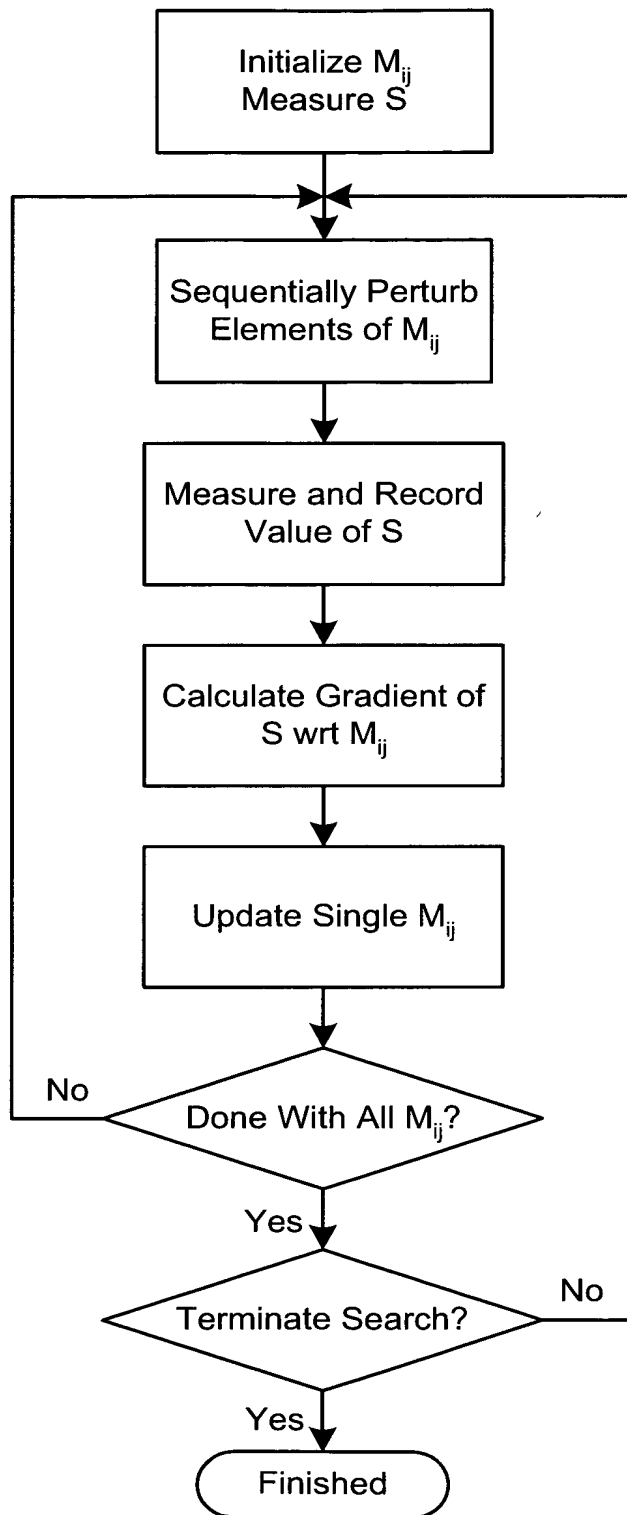 Initialize M_ij
Measure S
Sequentially Perturb
Elements of M_ij
Measure and Record
Value of S
Calculate Gradient of
S wrt M_ij
Update Single M_ij
No
Done With All M_ij?
Yes
Terminate Search?
No
Yes
Finished